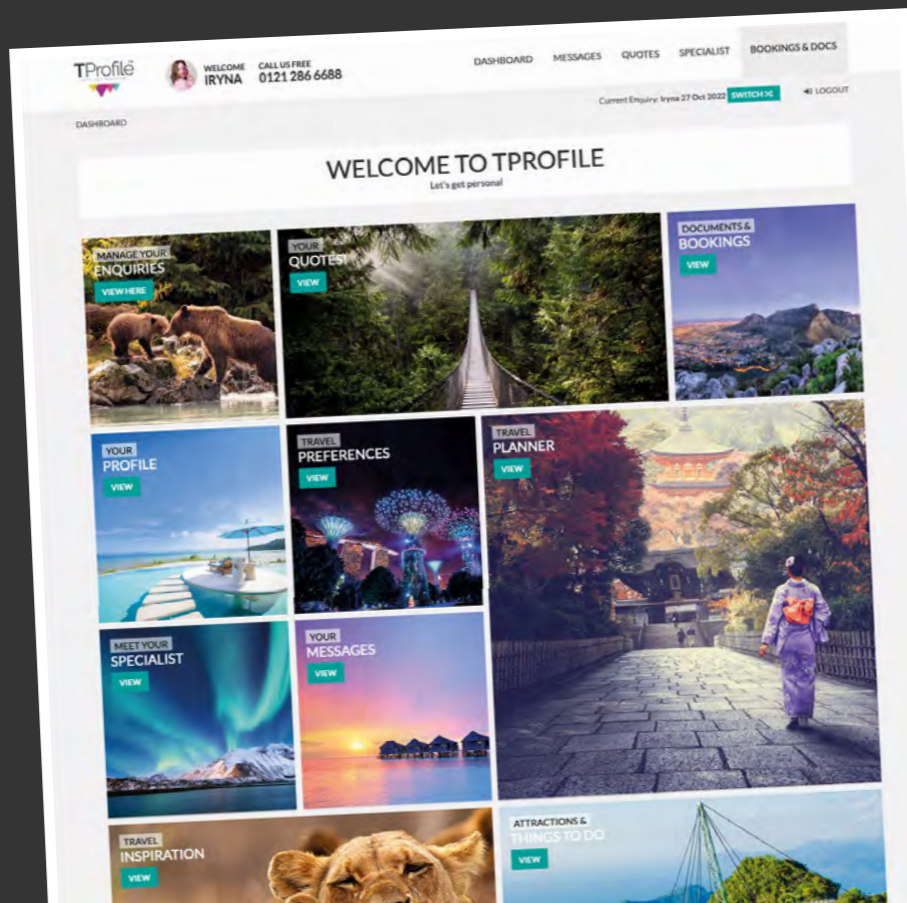 TProfile
WELCOME
IRYNA
CALL US FREE
0121 286 6688
DASHBOARD
MESSAGES
QUOTES
SPECIALIST
BOOKINGS & DOCS
Current Enquiry: Iryna 27 Oct 2022
SWITCH
LOGOUT
DASHBOARD
WELCOME TO TPROFILE
Let's get personal
MANAGE YOUR
ENQUIRIES
VIEW HERE
YOUR
QUOTES!
VIEW
DOCUMENTS &
BOOKINGS
VIEW
YOUR
PROFILE
VIEW
TRAVEL
PREFERENCES
VIEW
TRAVEL
PLANNER
VIEW
MEET YOUR
SPECIALIST
VIEW
YOUR
MESSAGES
VIEW
TRAVEL
INSPIRATION
VIEW
ATTRACTIONS &
THINGS TO DO
VIEW